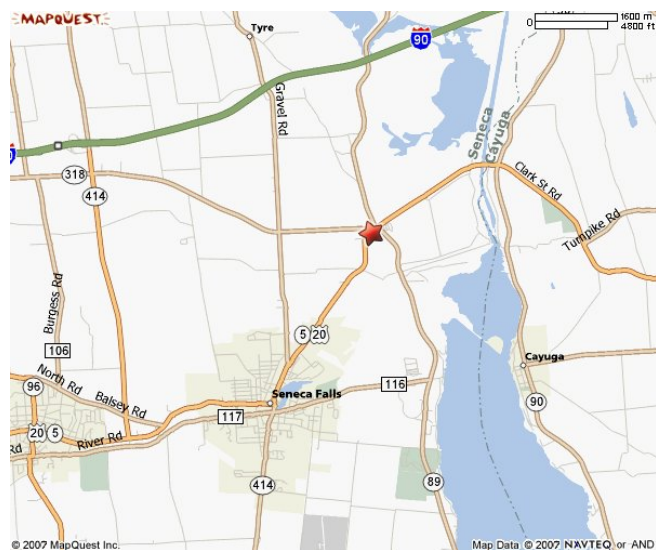 MAPQUEST.
Tyre
90
0
1600 m
4800 ft
Gravel Rd
Seneca
Cayuga
Clark St Rd
318
414
Turnpike Rd
Burgess Rd
5
20
106
Cayuga
North Rd
96
116
Balsey Rd
Seneca Falls
90
117
20
5
River Rd
Rd
414
89
© 2007 MapQuest Inc.
Map Data © 2007 NAVTEQ or AND